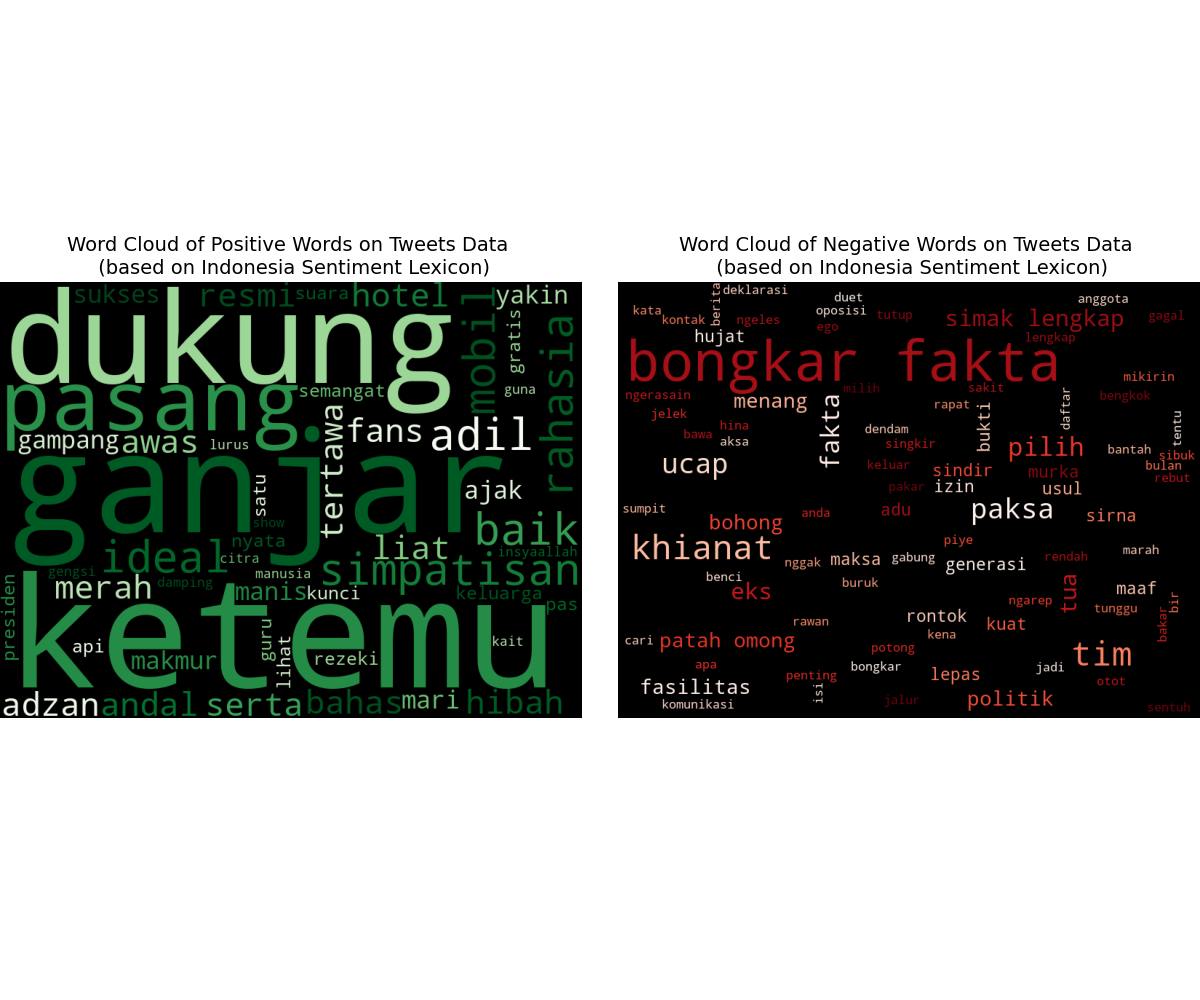 Word Cloud of Positive Words on Tweets Data
(based on Indonesia Sentiment Lexicon)
sukses
resmi
suara
hotel
mobil
yakin
dukung
gratis
rahasia
pasang
semangat
guna
gampang
awas
lurus
tertawa
fans
adil
ganjar
satu
ajak
show
baik
nyata
ideal
citra
liat
insyaallah
gengsi
damping
manusia
simpatisan
merah
manis
kunci
keluarga
pas
presiden
ketemu
api
guru
lihat
kait
makmur
rezeki
adzan
andal
serta
bahas
mari
hibah
Word Cloud of Negative Words on Tweets Data
(based on Indonesia Sentiment Lexicon)
berita
deklarasi
duet
anggota
kata
kontak
ngeles
oposisi
ego
tutup
simak lengkap
gagal
hujat
lengkap
bongkar fakta
mikirin
ngerasain
milih
sakit
bengkok
jelek
menang
fakta
rapat
bukti
daftar
tentu
bawa
hina
aksa
dendam
singkir
pilih
bantah
sibuk
ucap
keluar
sindir
murka
bulan
rebut
pakar
izin
usul
sumpit
bohong
anda
adu
paksa
sirna
khianat
nggak
maksa
gabung
piye
generasi
rendah
marah
benci
eks
buruk
ngarep
tua
maaf
tunggu
bir
bakar
rawan
rontok
kena
kuat
cari
patah omong
potong
tim
apa
penting
bongkar
lepas
jadi
otot
fasilitas
isi
komunikasi
jalur
politik
sentuh